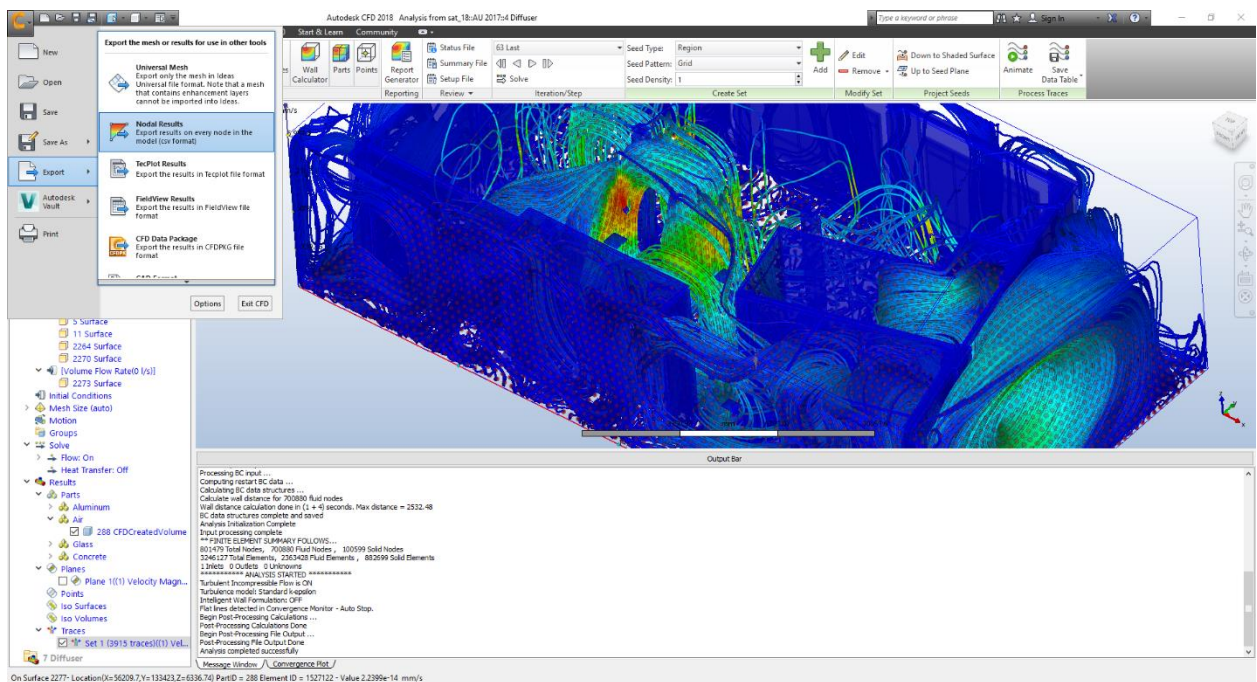 Autodesk CFD 2018 Analysis from sat_18::AU 2017::4 Diffuser
Type a keyword or phrase
Sign In
Start & Learn Community
New
Open
Save
Save As
Export
Autodesk
Vault
Print
Export the mesh or results for use in other tools
Universal Mesh
Export only the mesh in Ideas
Universal file format. Note that a mesh
that contains enhancement layers
cannot be imported into Ideas.
Nodal Results
Export results on every node in the
model (csv format)
TecPlot Results
Export the results in Tecplot file format
FieldView Results
Export the results in FieldView file
format
CFD Data Package
Export the results in CFDPKG file
format
Options
Exit CFD
Wall
Calculator
Parts
Points
Report
Generator
Reporting
Status File
Summary File
Setup File
Review
63 Last
Solve
Iteration/Step
Seed Type: Region
Seed Pattern: Grid
Seed Density: 1
Create Set
Add
Edit
Remove
Modify Set
Down to Shaded Surface
Up to Seed Plane
Project Seeds
Animate
Save
Data Table
Process Traces
mm
5 Surface
11 Surface
2264 Surface
2270 Surface
[Volume Flow Rate(0 l/s)]
2273 Surface
Initial Conditions
Mesh Size (auto)
Motion
Groups
Solve
Flow: On
Heat Transfer: Off
Results
Parts
Aluminum
Air
288 CFDCreatedVolume
Glass
Concrete
Planes
Plane 1((1) Velocity Magn...
Points
Iso Surfaces
Iso Volumes
Traces
Set 1 (3915 traces)((1) Vel...
7 Diffuser
Output Bar
Processing BC input ...
Computing restart BC data ...
Calculating BC data structures ...
Calculate wall distance for 700880 fluid nodes
Wall distance calculation done in (1 + 4) seconds. Max distance = 2532.48
BC data structures complete and saved
Analysis Initialization Complete
Input processing complete
** FINITE ELEMENT SUMMARY FOLLOWS...
801479 Total Nodes, 700880 Fluid Nodes , 100599 Solid Nodes
3246127 Total Elements, 2363428 Fluid Elements , 882699 Solid Elements
1 Inlets 0 Outlets 0 Unknowns
*********** ANALYSIS STARTED ***********
Turbulent Incompressible Flow is ON
Turbulence model: Standard k-epsilon
Intelligent Wall Formulation: OFF
Flat lines detected in Convergence Monitor - Auto Stop.
Begin Post-Processing Calculations ...
Post-Processing Calculations Done
Begin Post-Processing File Output ...
Post-Processing File Output Done
Analysis completed successfully
Message Window
Convergence Plot
On Surface 2277- Location(X=56209.7,Y=133423,Z=6336.74) PartID = 288 Element ID = 1527122 - Value 2.2399e-14 mm/s